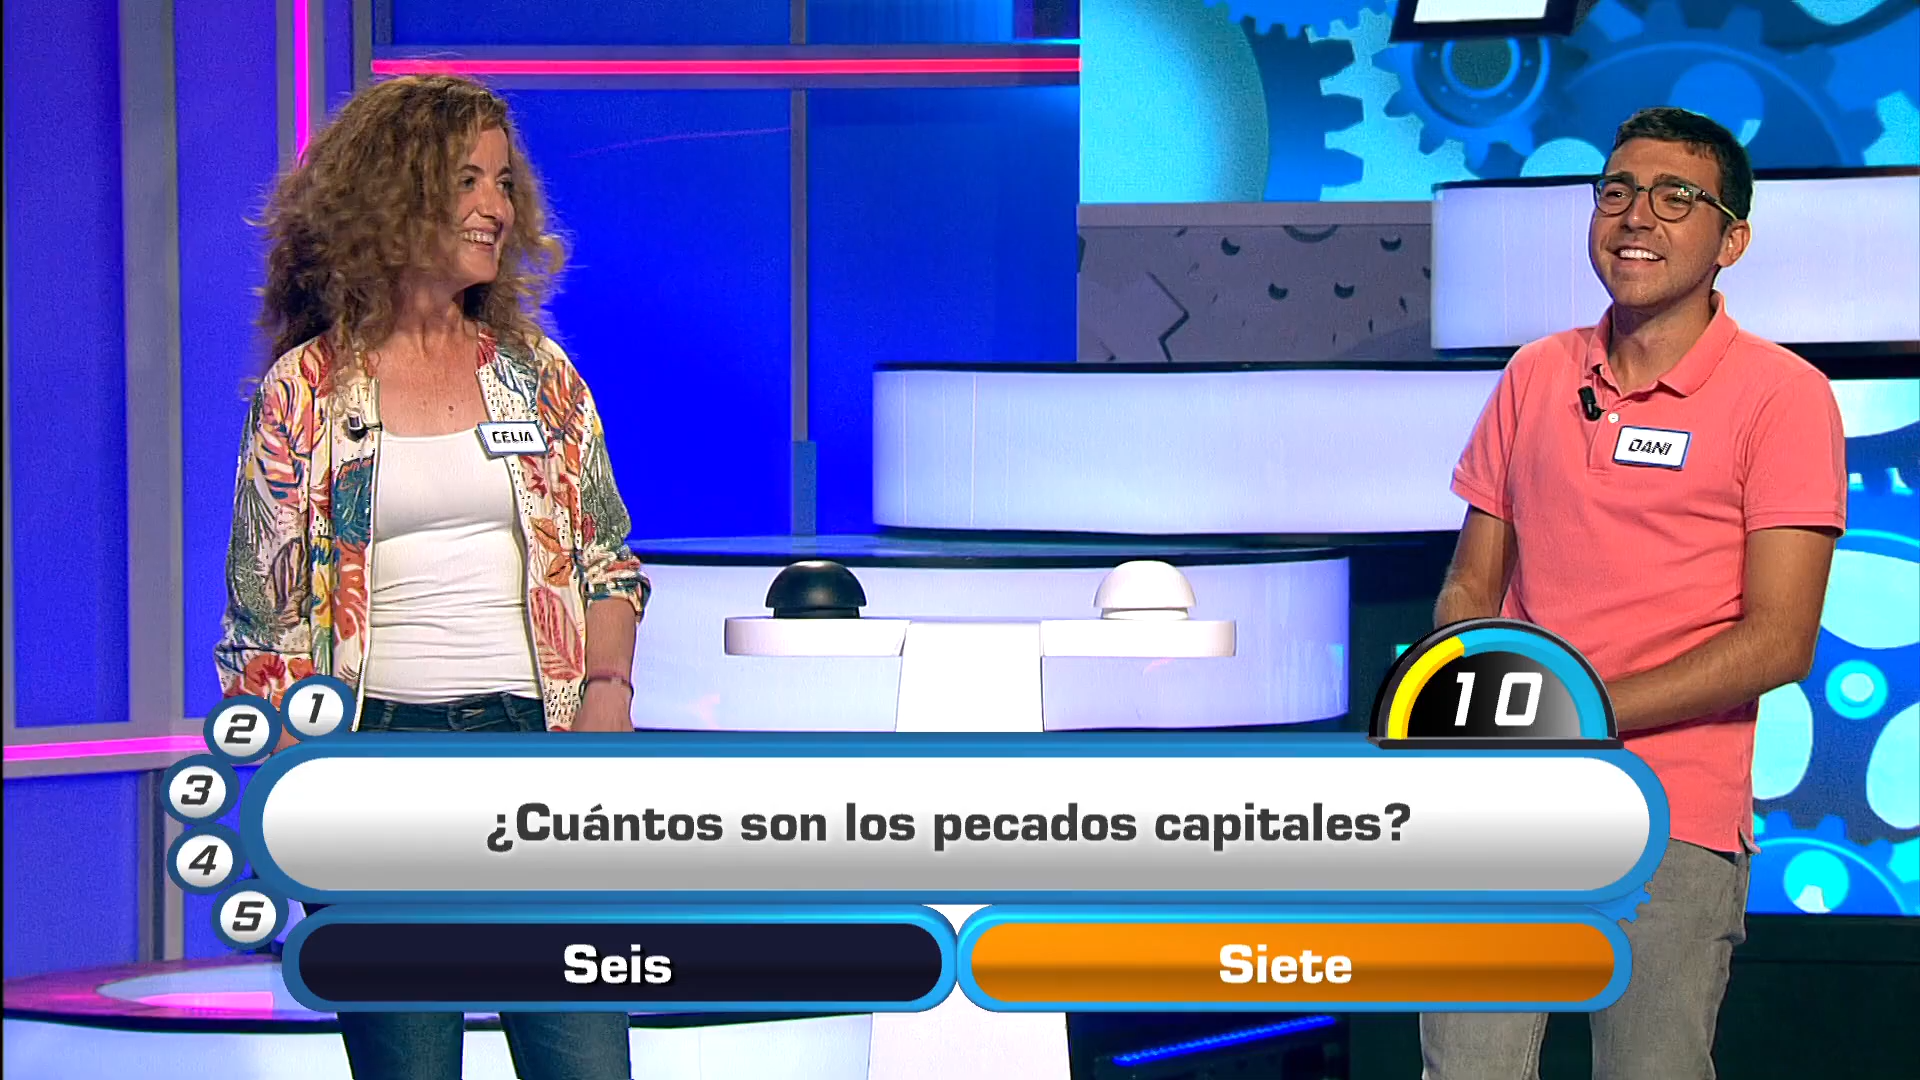 CELIA
DANI
10
1
2
3
4
5
¿Cuántos son los pecados capitales?
Seis
Siete